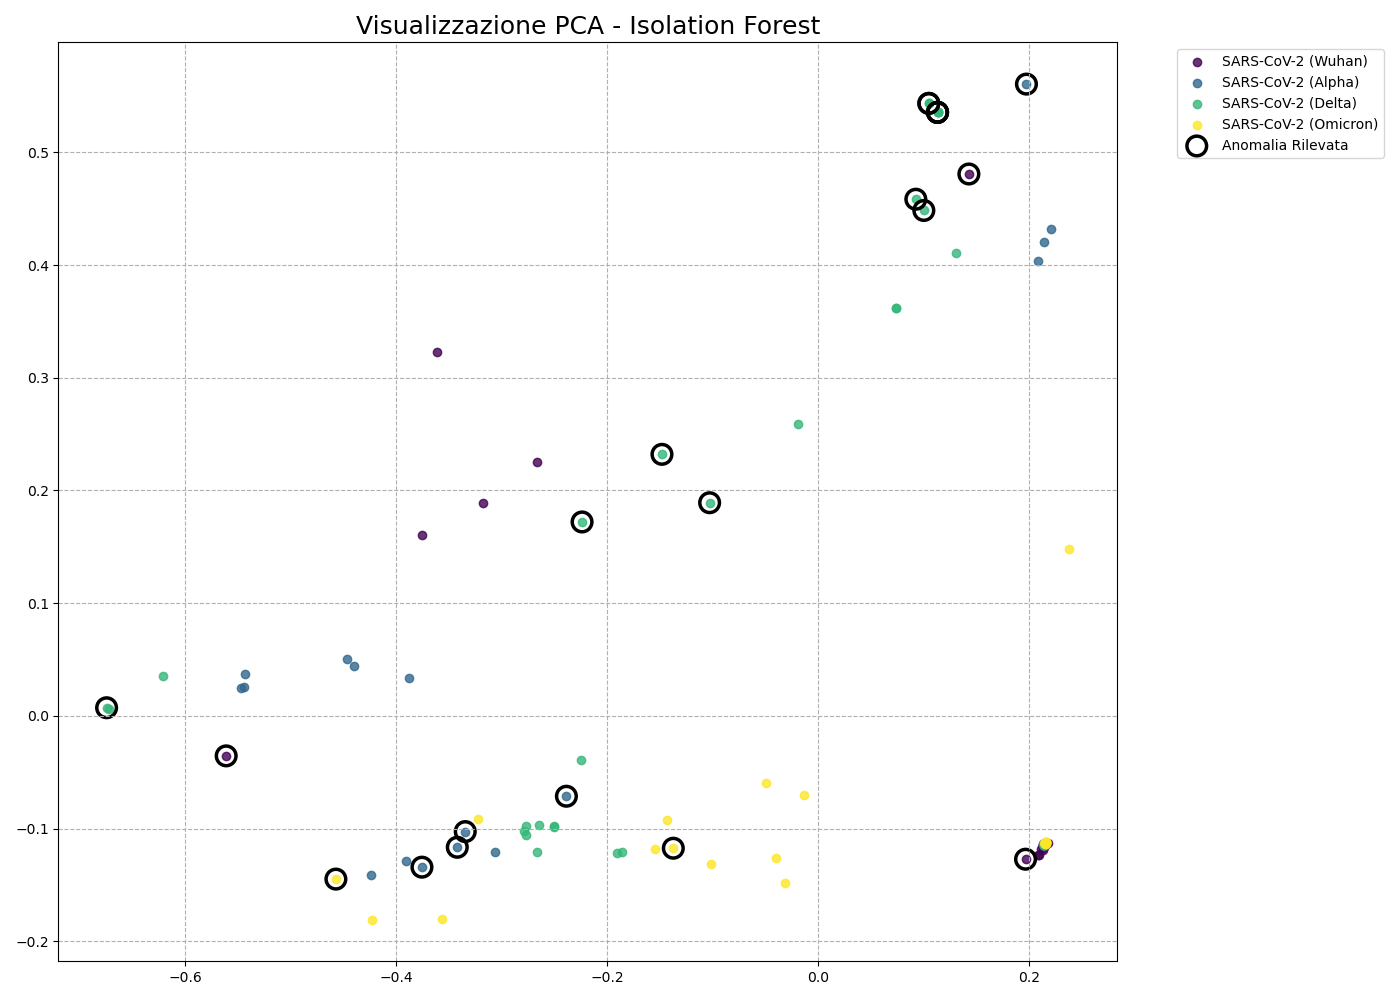 Visualizzazione PCA - Isolation Forest
SARS-CoV-2 (Wuhan)
SARS-CoV-2 (Alpha)
SARS-CoV-2 (Delta)
SARS-CoV-2 (Omicron)
Anomalia Rilevata
0.5
0.4
0.3
0.2
0.1
0.0
−0.1
−0.2
−0.6 −0.4 −0.2 0.0 0.2